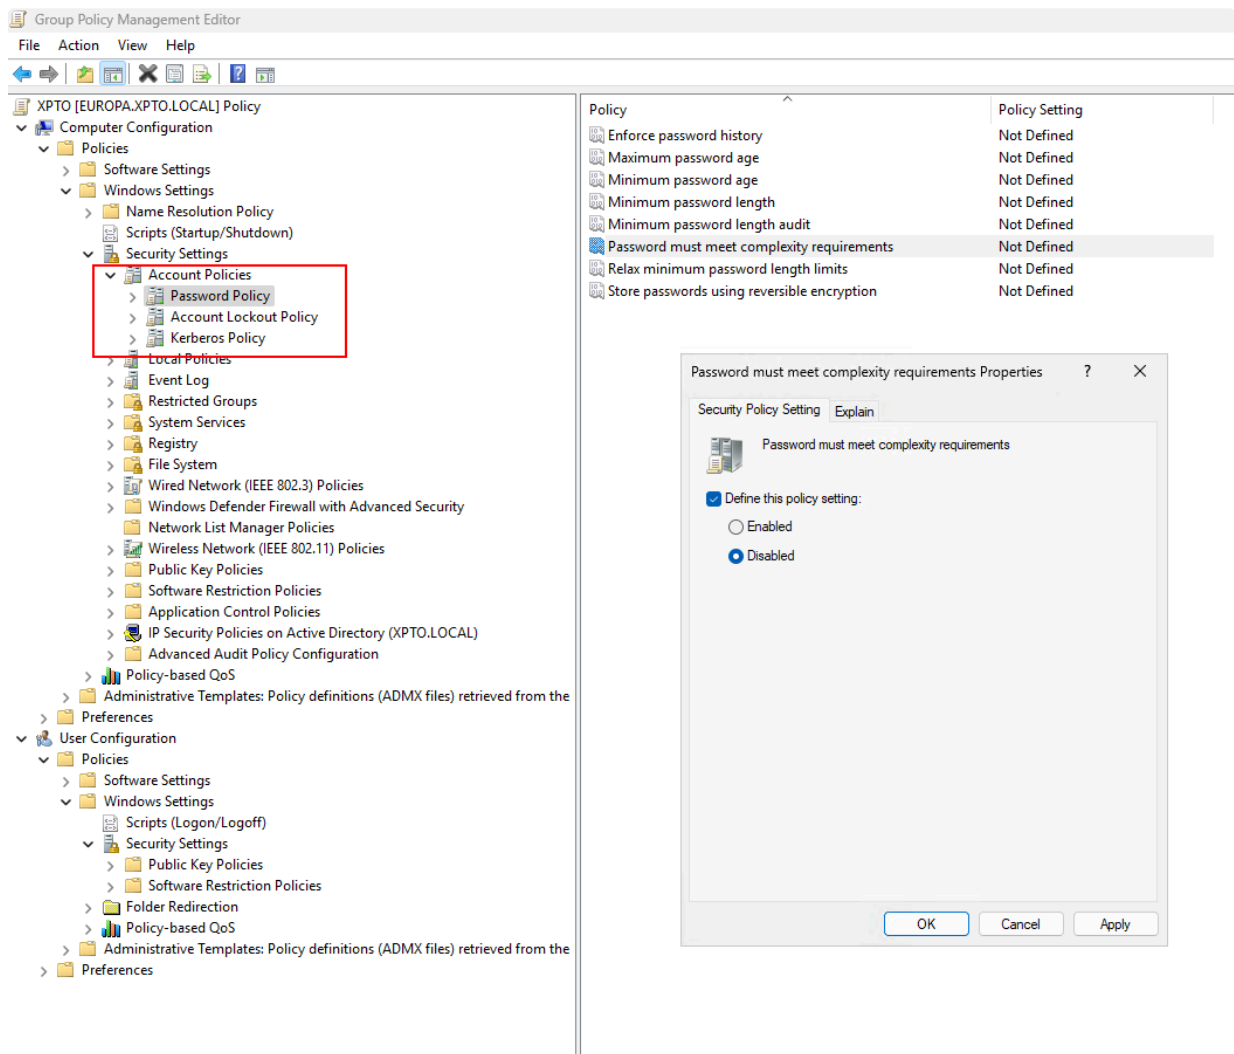 Group Policy Management Editor
File Action View Help
XPTO [EUROPA.XPTO.LOCAL] Policy
Computer Configuration
Policies
Software Settings
Windows Settings
Name Resolution Policy
Scripts (Startup/Shutdown)
Security Settings
Account Policies
Password Policy
Account Lockout Policy
Kerberos Policy
Local Policies
Event Log
Restricted Groups
System Services
Registry
File System
Wired Network (IEEE 802.3) Policies
Windows Defender Firewall with Advanced Security
Network List Manager Policies
Wireless Network (IEEE 802.11) Policies
Public Key Policies
Software Restriction Policies
Application Control Policies
IP Security Policies on Active Directory (XPTO.LOCAL)
Advanced Audit Policy Configuration
Policy-based QoS
Administrative Templates: Policy definitions (ADMX files) retrieved from the
Preferences
User Configuration
Policies
Software Settings
Windows Settings
Scripts (Logon/Logoff)
Security Settings
Public Key Policies
Software Restriction Policies
Folder Redirection
Policy-based QoS
Administrative Templates: Policy definitions (ADMX files) retrieved from the
Preferences
Policy Policy Setting
Enforce password history Not Defined
Maximum password age Not Defined
Minimum password age Not Defined
Minimum password length Not Defined
Minimum password length audit Not Defined
Password must meet complexity requirements Not Defined
Relax minimum password length limits Not Defined
Store passwords using reversible encryption Not Defined
Password must meet complexity requirements Properties ?
Security Policy Setting Explain
Password must meet complexity requirements
Define this policy setting:
Enabled
Disabled
OK Cancel Apply